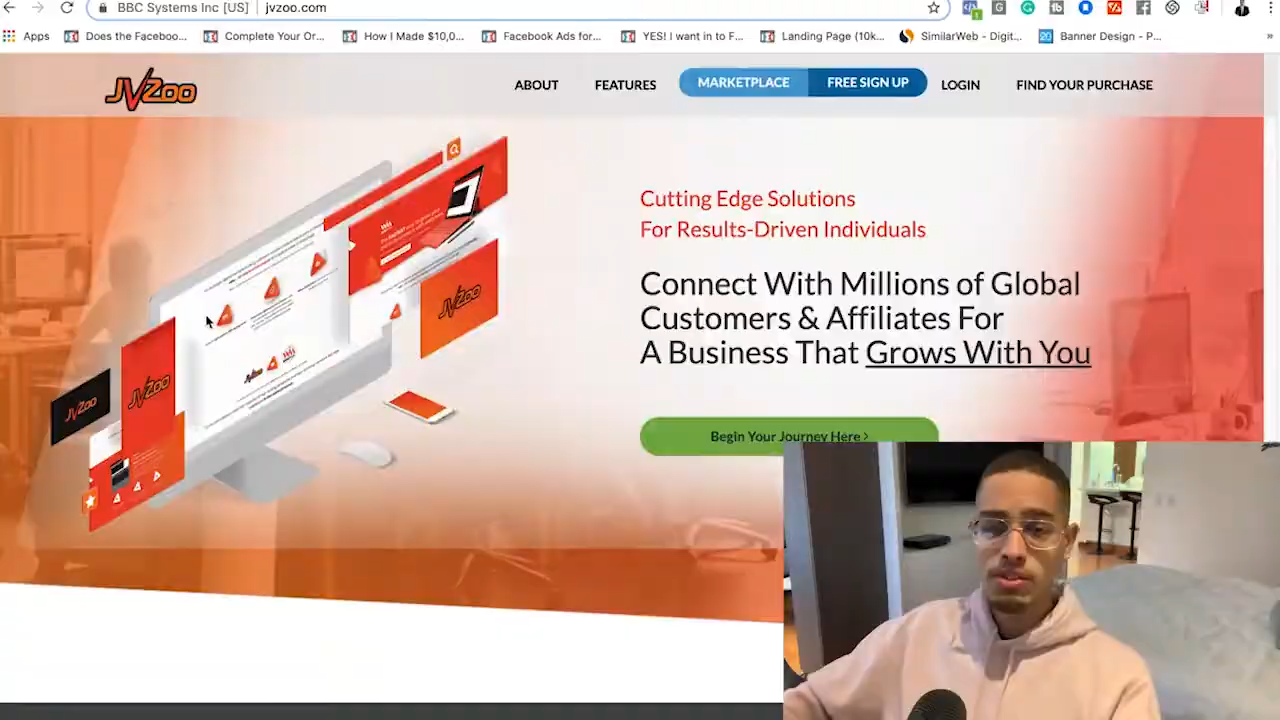 BBC Systems Inc [US] jvzoo.com
Apps Does the Faceboo... Complete Your Or... How I Made $10,0... Facebook Ads for... YES! I want in to F... Landing Page (10k... SimilarWeb - Digit... Banner Design - P... »
JVZoo ABOUT FEATURES MARKETPLACE FREE SIGN UP LOGIN FIND YOUR PURCHASE
Cutting Edge Solutions
For Results-Driven Individuals
Connect With Millions of Global
Customers & Affiliates For
A Business That Grows With You
Begin Your Journey Here >
JVZoo
JVZoo
JVZoo